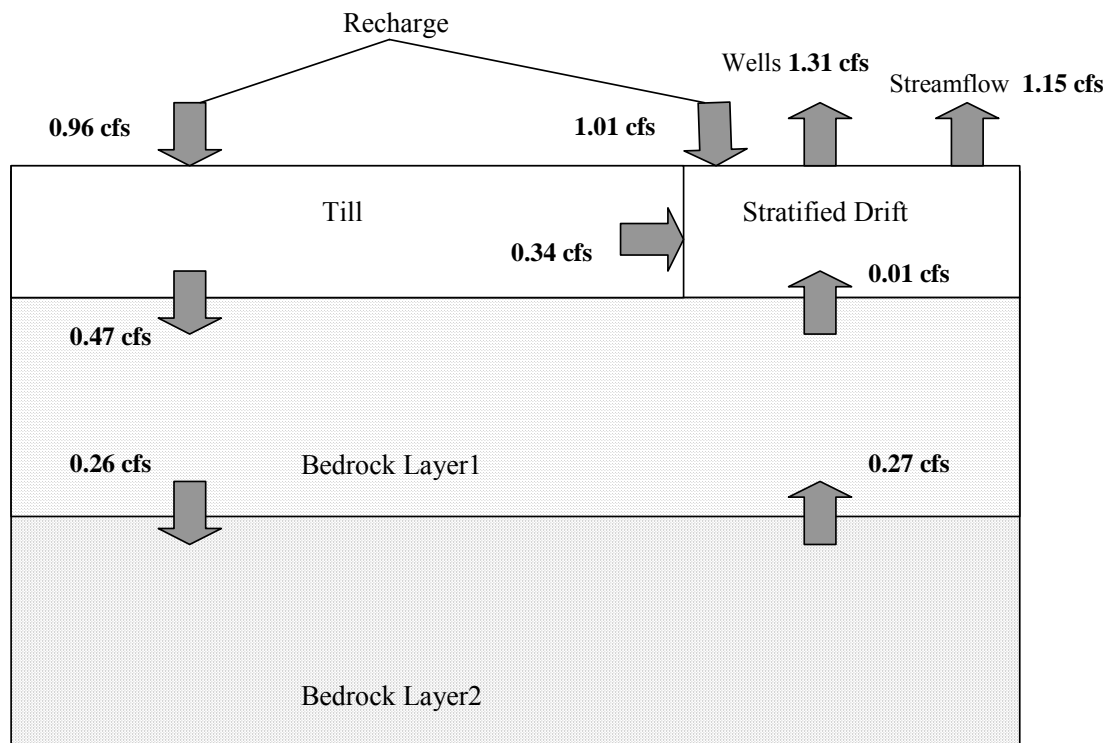 Recharge
Wells 1.31 cfs
Streamflow 1.15 cfs
0.96 cfs
1.01 cfs
Till
Stratified Drift
0.34 cfs
0.01 cfs
0.47 cfs
0.26 cfs
Bedrock Layer1
0.27 cfs
Bedrock Layer2